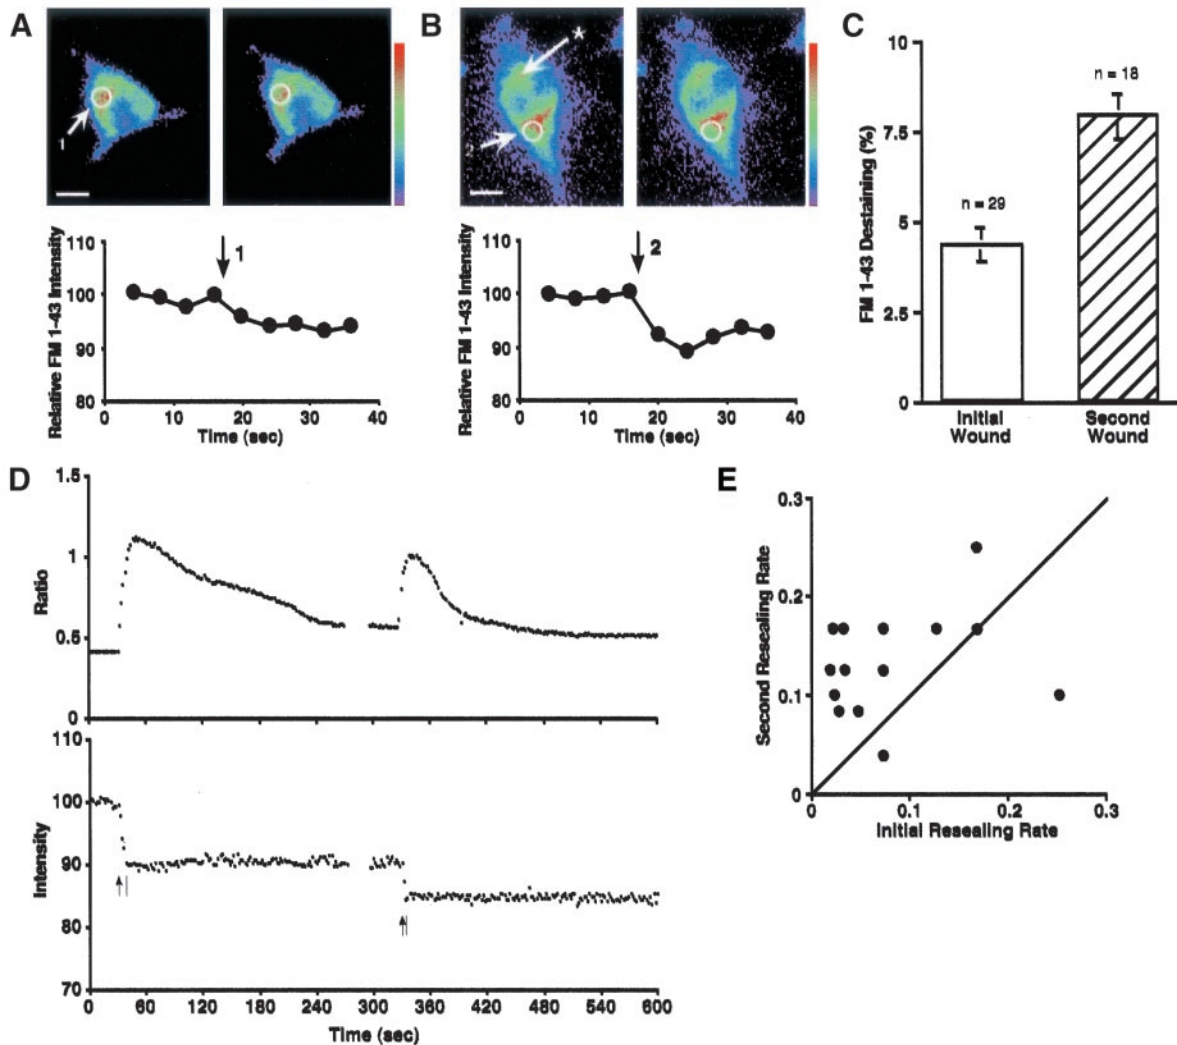 A
1
110
100
90
80
Relative FM 1-43 Intensity
1
0
10
20
30
40
Time (sec)
B
*
110
100
90
80
Relative FM 1-43 Intensity
2
0
10
20
30
40
Time (sec)
C
10
7.5
5
2.5
0
FM 1-43 Destaining (%)
n = 29
n = 18
Initial
Wound
Second
Wound
D
1.5
1
0.5
0
Ratio
110
100
90
80
70
Intensity
0
60
120
180
240
300
360
420
480
540
600
Time (sec)
E
0.3
0.2
0.1
0
Second Resealing Rate
0
0.1
0.2
0.3
Initial Resealing Rate